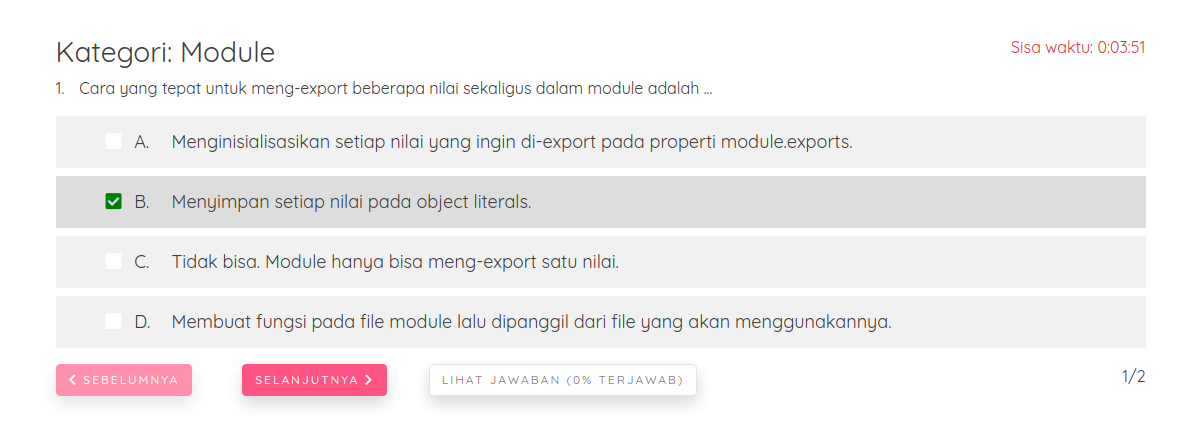 Kategori: Module
Sisa waktu: 0:03:51
1. Cara yang tepat untuk meng-export beberapa nilai sekaligus dalam module adalah ...
A. Menginisialisasikan setiap nilai yang ingin di-export pada properti module.exports.
B. Menyimpan setiap nilai pada object literals.
C. Tidak bisa. Module hanya bisa meng-export satu nilai.
D. Membuat fungsi pada file module lalu dipanggil dari file yang akan menggunakannya.
SEBELUMNYA
SELANJUTNYA
LIHAT JAWABAN (0% TERJAWAB)
1/2